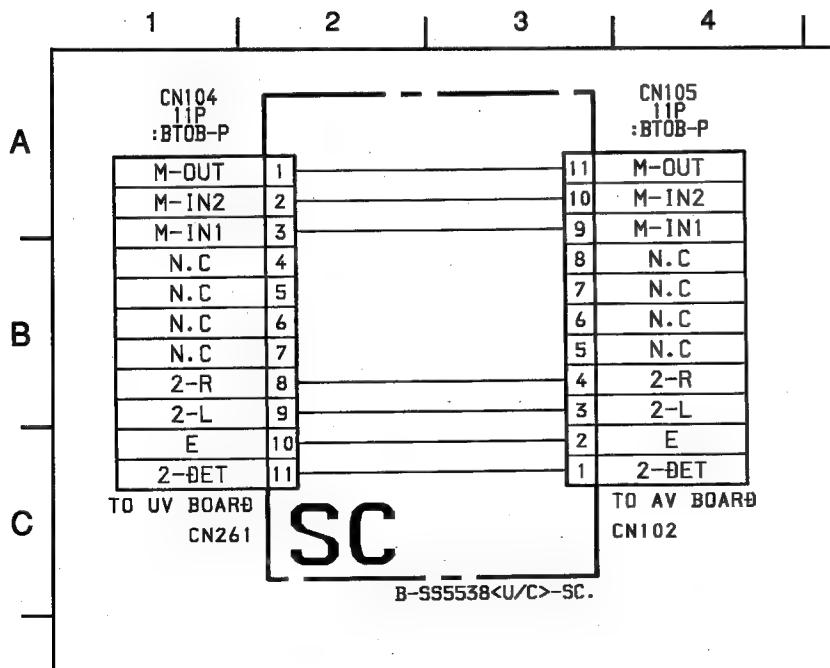 1 2 3 4
A
B
C
CN104
11P
:BTOB-P
M-OUT 1
M-IN2 2
M-IN1 3
N.C 4
N.C 5
N.C 6
N.C 7
2-R 8
2-L 9
E 10
2-DET 11
TO UV BOARD
CN261
CN105
11P
:BTOB-P
11 M-OUT
10 M-IN2
9 M-IN1
8 N.C
7 N.C
6 N.C
5 N.C
4 2-R
3 2-L
2 E
1 2-DET
TO AV BOARD
CN102
SC
B-SS5538<U/C>-SC.